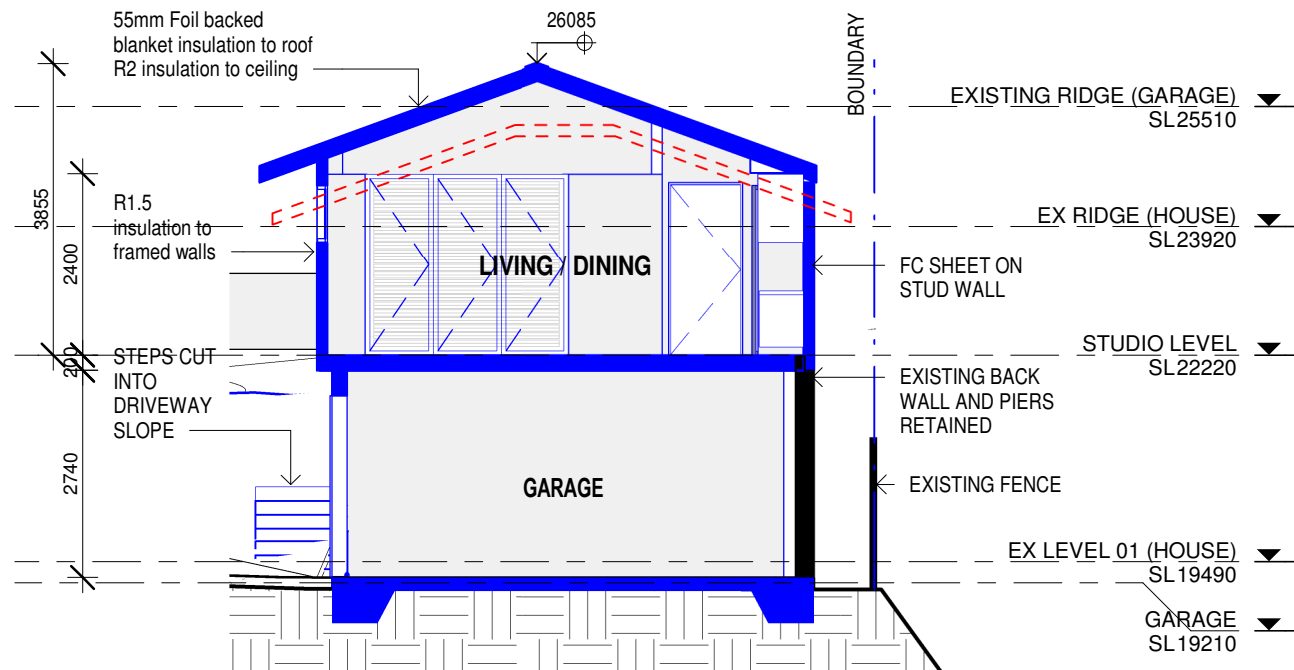 55mm Foil backed
blanket insulation to roof
R2 insulation to ceiling
26085
BOUNDARY
EXISTING RIDGE (GARAGE)
SL25510
3855
2400
R1.5
insulation to
framed walls
EX RIDGE (HOUSE)
SL23920
LIVING / DINING
FC SHEET ON
STUD WALL
STUDIO LEVEL
SL22220
200
STEPS CUT
INTO
DRIVEWAY
SLOPE
EXISTING BACK
WALL AND PIERS
RETAINED
2740
GARAGE
EXISTING FENCE
EX LEVEL 01 (HOUSE)
SL19490
GARAGE
SL19210